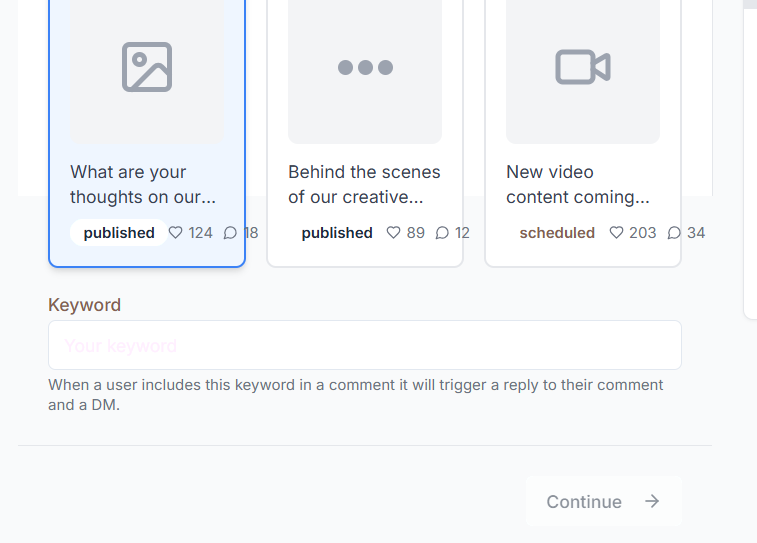 What are your
thoughts on our...
published 124 18
Behind the scenes
of our creative...
published 89 12
New video
content coming...
scheduled 203 34
Keyword
Your keyword
When a user includes this keyword in a comment it will trigger a reply to their comment
and a DM.
Continue